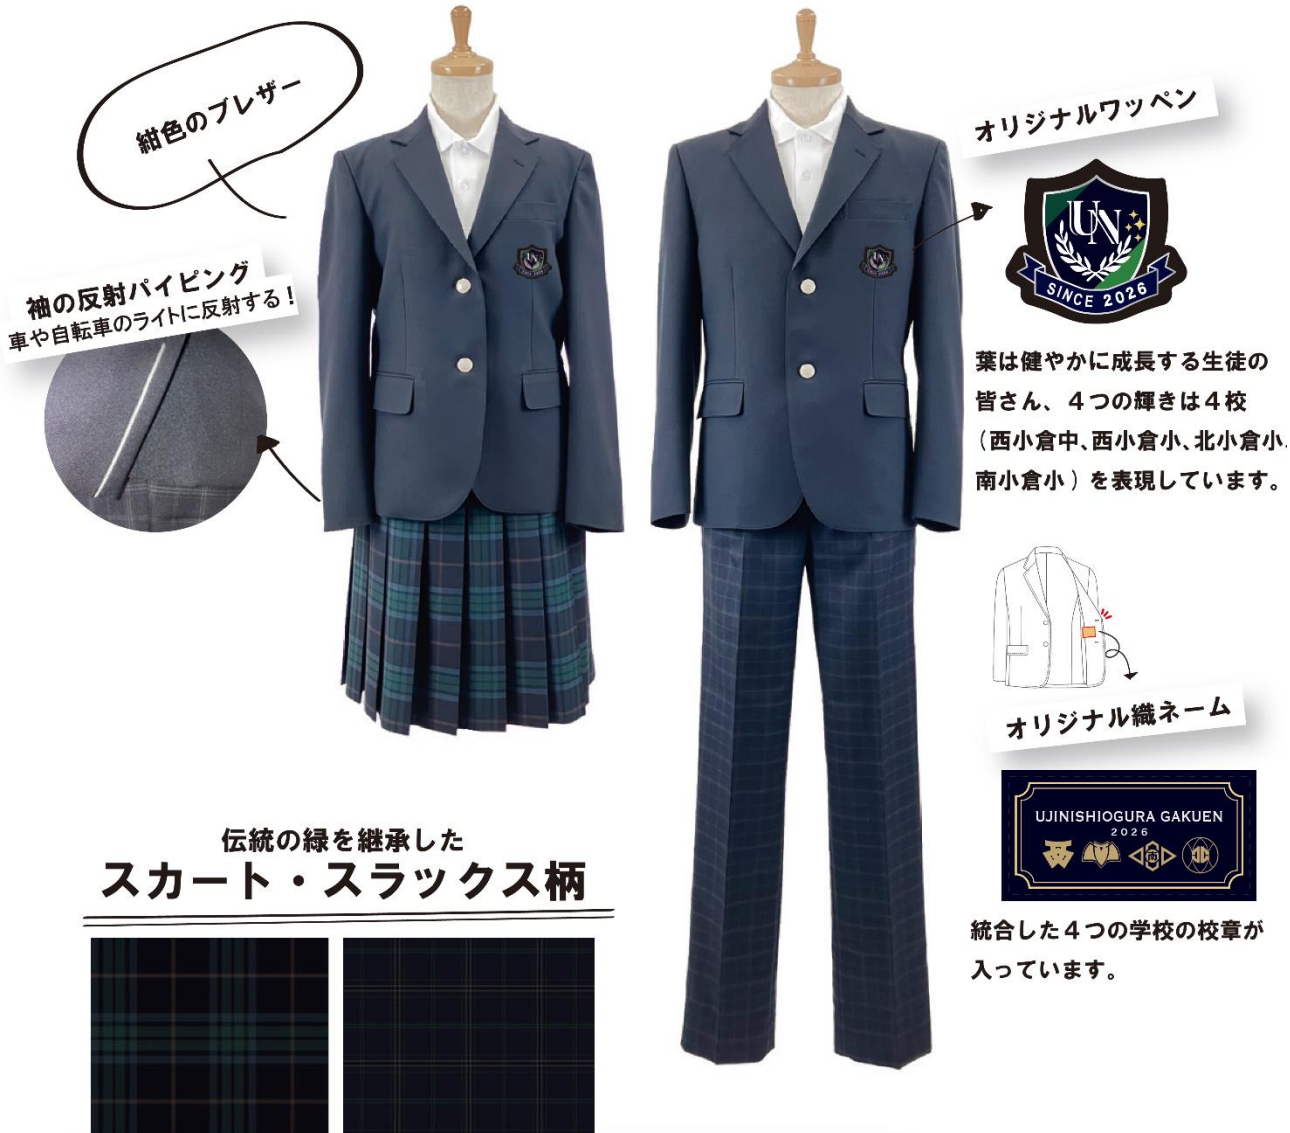 紺色のブレザー
袖の反射パイピング
車や自転車のライトに反射する！
オリジナルワッペン
UN
SINCE 2026
UN
SINCE 2026
UN
SINCE 2026
葉は健やかに成長する生徒の
皆さん、４つの輝きは４校
（西小倉中、西小倉小、北小倉小、
南小倉小）を表現しています。
オリジナル織ネーム
UJINISHIOGURA GAKUEN
2026
統合した４つの学校の校章が
入っています。
伝統の緑を継承した
スカート・スラックス柄